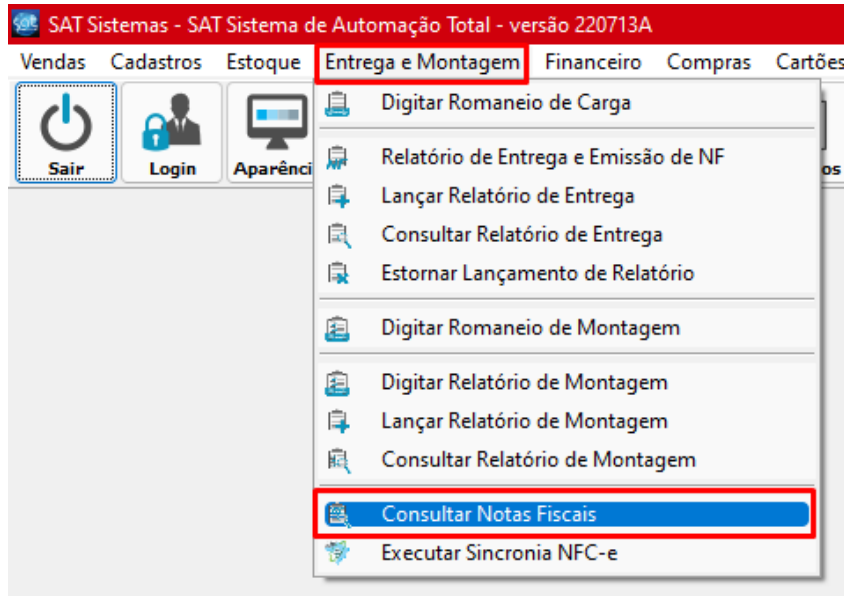 SAT Sistemas - SAT Sistema de Automação Total - versão 220713A
Vendas Cadastros Estoque Entrega e Montagem Financeiro Compras Cartões
Sair Login Aparênci os
Digitar Romaneio de Carga
Relatório de Entrega e Emissão de NF
Lançar Relatório de Entrega
Consultar Relatório de Entrega
Estornar Lançamento de Relatório
Digitar Romaneio de Montagem
Digitar Relatório de Montagem
Lançar Relatório de Montagem
Consultar Relatório de Montagem
Consultar Notas Fiscais
Executar Sincronia NFC-e